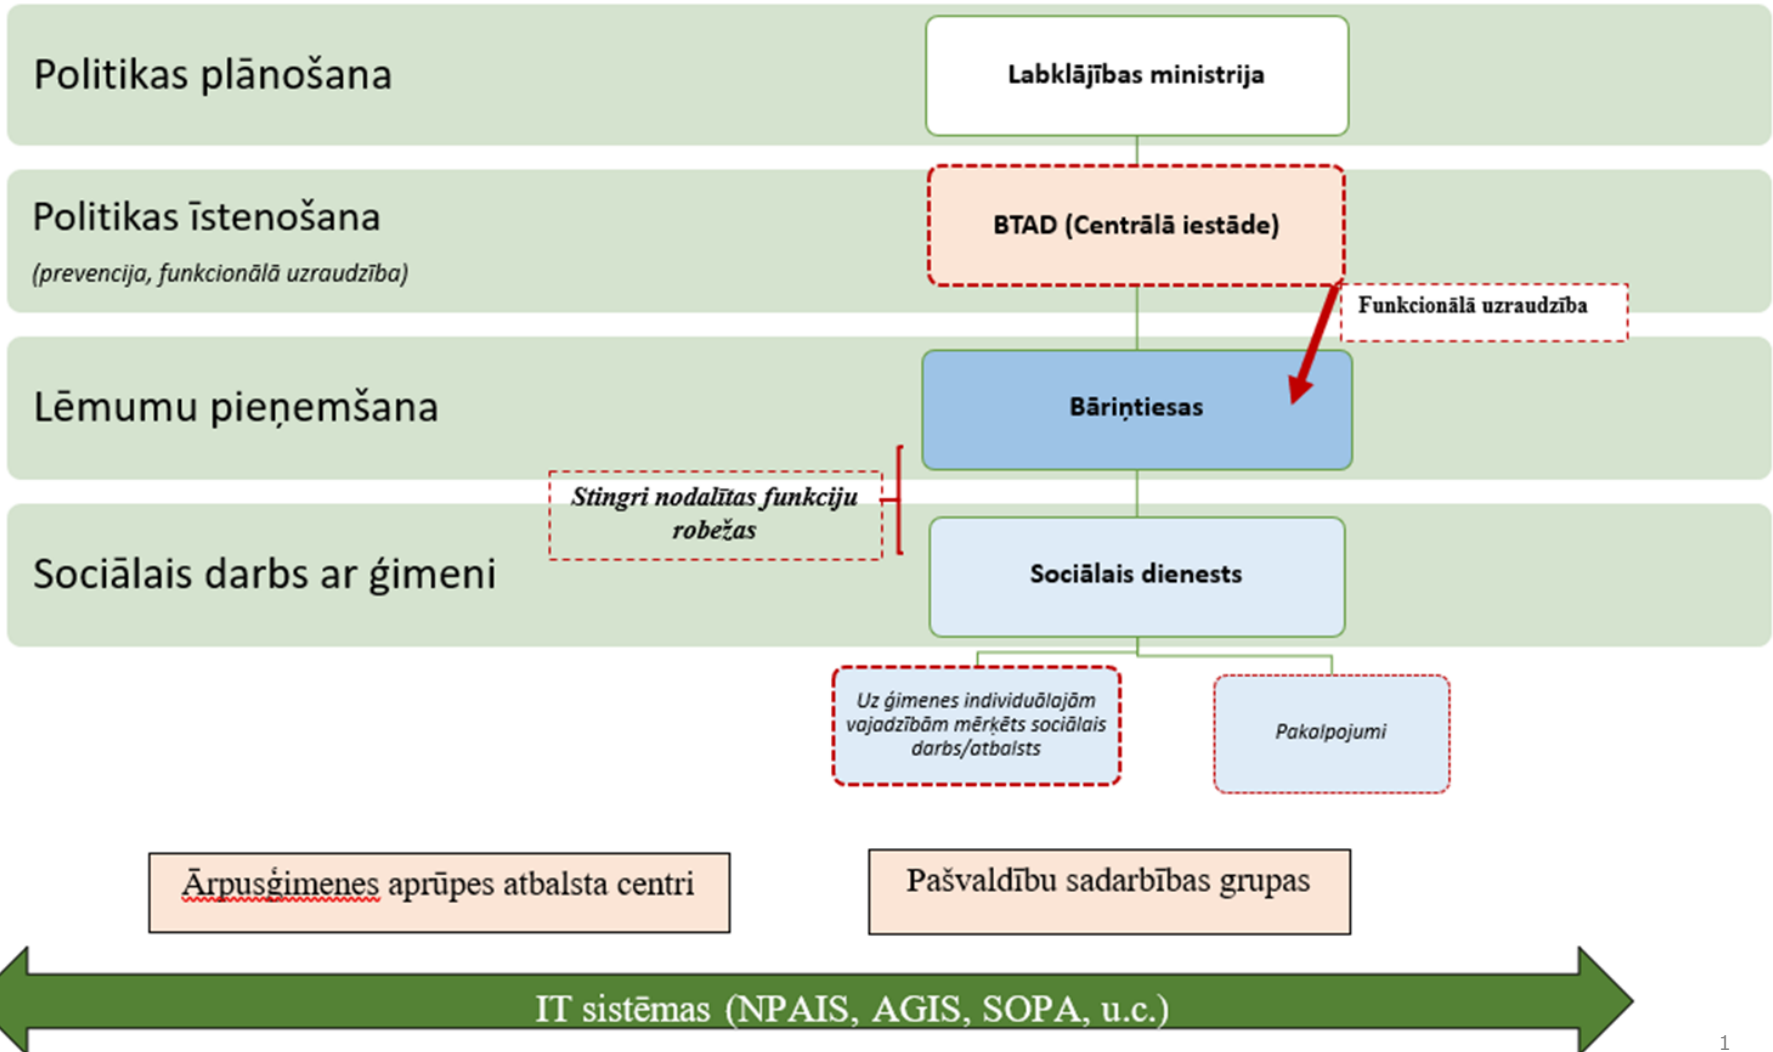 Politikas plānošana
Labklājības ministrija
Politikas īstenošana
(prevencija, funkcionālā uzraudzība)
BTAD (Centrālā iestāde)
Funkcionālā uzraudzība
Lēmumu pieņemšana
Bāriņtiesas
Stingri nodalītas funkciju
robežas
Sociālais darbs ar ģimeni
Sociālais dienests
Uz ģimenes individuālajām
vajadzībām mērķēts sociālais
darbs/atbalsts
Pakalpojumi
Ārpusģimenes aprūpes atbalsta centri
Pašvaldību sadarbības grupas
IT sistēmas (NPAIS, AGIS, SOPA, u.c.)
1